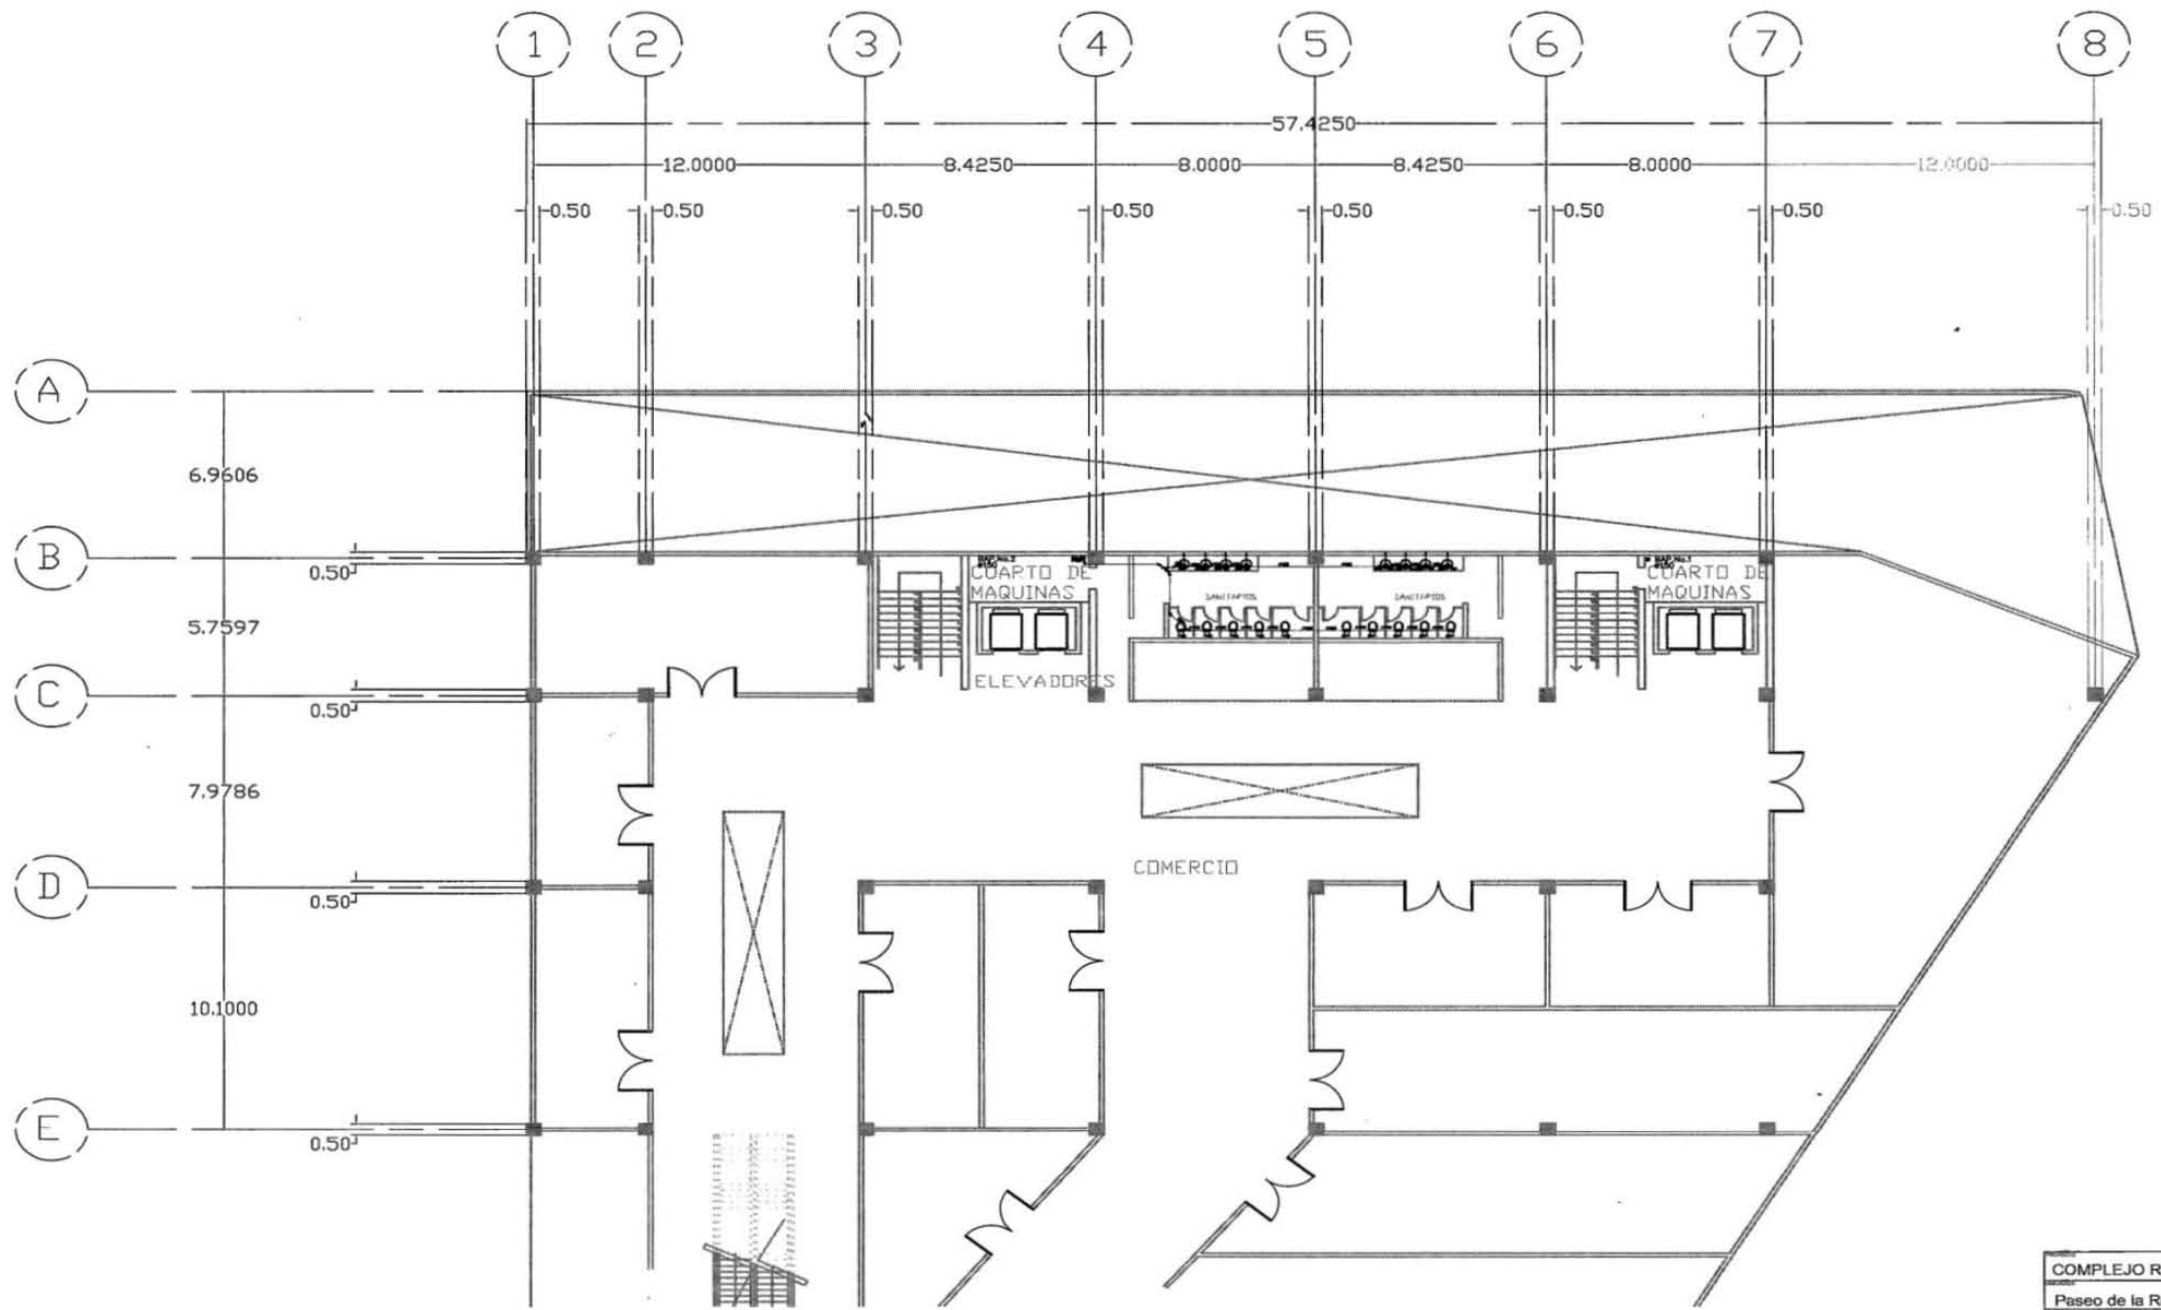 1 2 3 4 5 6 7 8
57.4250
12.0000 8.4250 8.0000 8.4250 8.0000 12.0000
0.50 0.50 0.50 0.50 0.50 0.50 0.50 0.50
A
6.9606
B
0.50
CUARTO DE
MAQUINAS
SANITARIOS
SANITARIOS
CUARTO DE
MAQUINAS
5.7597
ELEVADORES
C
0.50
7.9786
COMERCIO
D
0.50
10.1000
E
0.50
COMPLEJO R
Paseo de la R